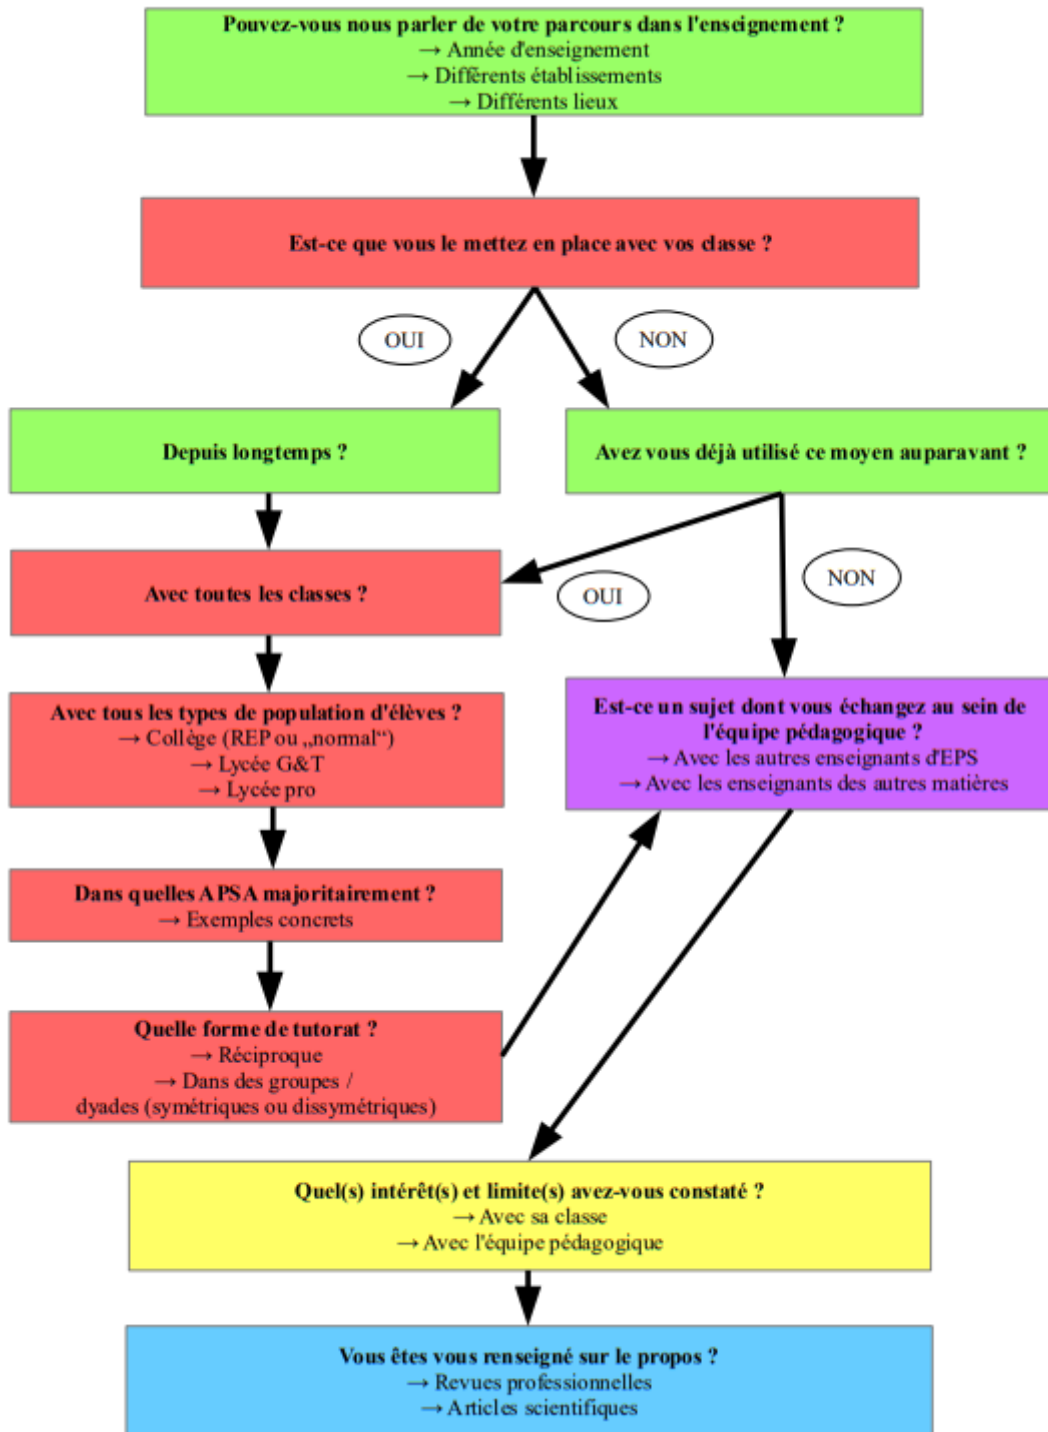 Pouvez-vous nous parler de votre parcours dans l'enseignement ?
→ Année d'enseignement
→ Différents établissements
→ Différents lieux
Est-ce que vous le mettez en place avec vos classe ?
OUI
NON
Depuis longtemps ?
Avez vous déjà utilisé ce moyen auparavant ?
Avec toutes les classes ?
OUI
NON
Avec tous les types de population d'élèves ?
→ Collège (REP ou „normal“)
→ Lycée G&T
→ Lycée pro
Est-ce un sujet dont vous échangez au sein de
l'équipe pédagogique ?
→ Avec les autres enseignants d'EPS
→ Avec les enseignants des autres matières
Dans quelles APSA majoritairement ?
→ Exemples concrets
Quelle forme de tutorat ?
→ Réciproque
→ Dans des groupes /
dyades (symétriques ou dissymétriques)
Quel(s) intérêt(s) et limite(s) avez-vous constaté ?
→ Avec sa classe
→ Avec l'équipe pédagogique
Vous êtes vous renseigné sur le propos ?
→ Revues professionnelles
→ Articles scientifiques